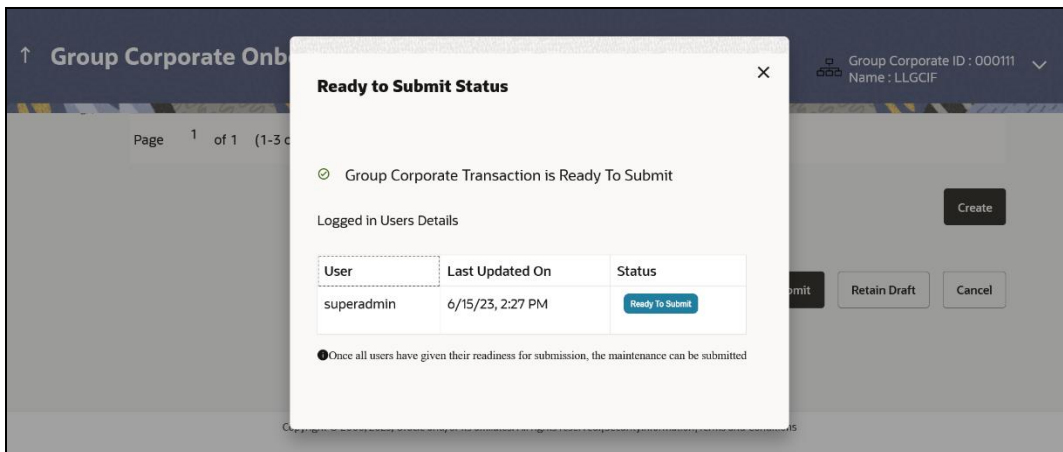 ↑ Group Corporate Onb
Group Corporate ID : 000111
Name : LLGCIF
Ready to Submit Status
Page 1 of 1 (1-3
Group Corporate Transaction is Ready To Submit
Logged in Users Details
Create
User Last Updated On Status
superadmin 6/15/23, 2:27 PM Ready To Submit
mit Retain Draft Cancel
Once all users have given their readiness for submission, the maintenance can be submitted